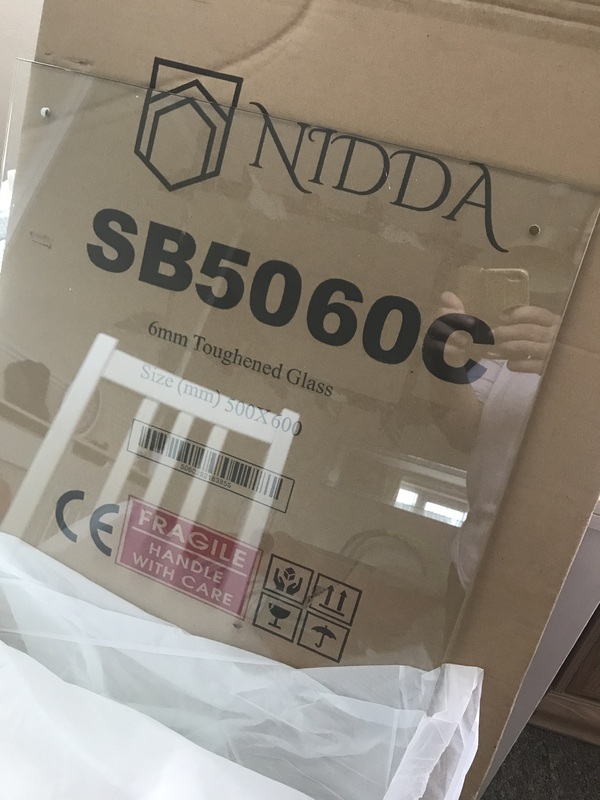 NIDDA
SB5060C
6mm Toughened Glass
Size (mm) 500X600
CE
FRAGILE
HANDLE
WITH CARE